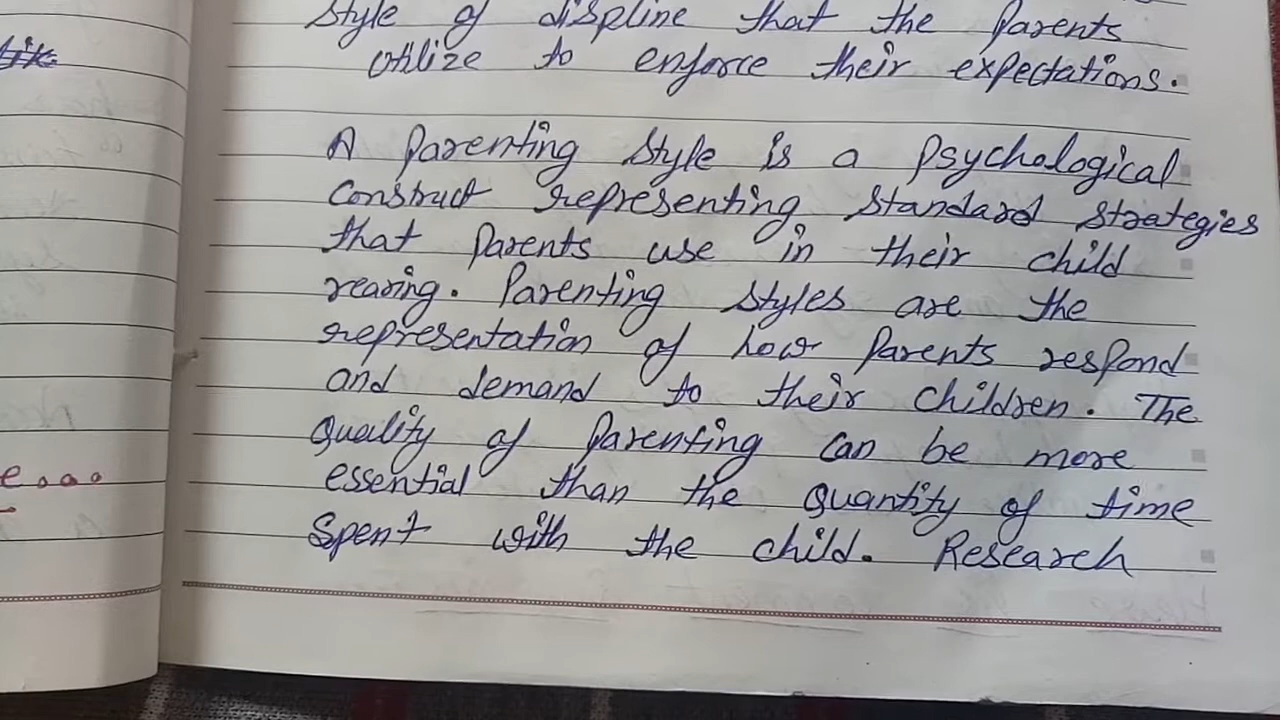 Style of displine that the Parents
utilize to enforce their expectations.
A Parenting Style is a Psychological
Construct representing Standard Strategies
that Parents use in their child
rearing. Parenting Styles are the
representation of how Parents respond
and demand to their children. The
Quality of Parenting can be more
essential than the Quantity of time
Spent with the child. Research